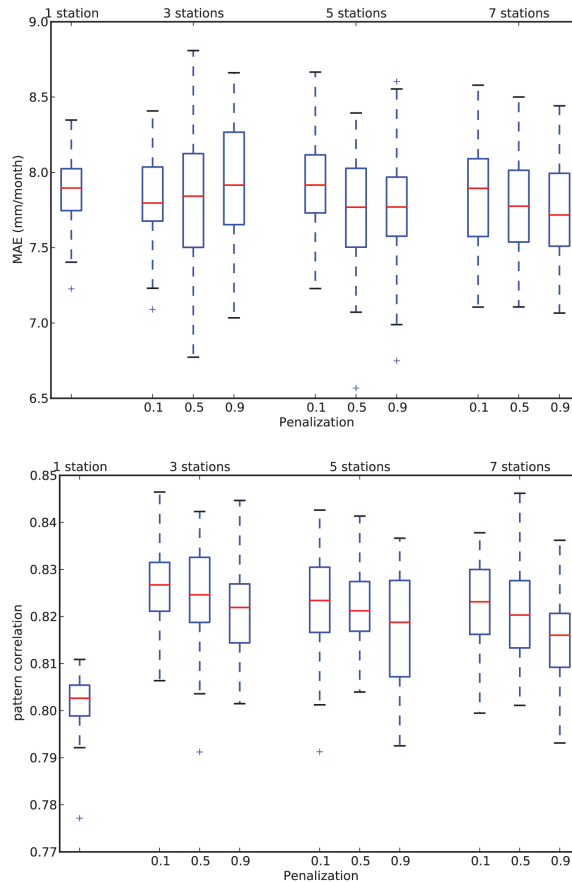 1 station 3 stations 5 stations 7 stations
9.0
8.5
8.0
7.5
7.0
6.5
MAE (mm/month)
0.1 0.5 0.9 0.1 0.5 0.9 0.1 0.5 0.9
Penalization
1 station 3 stations 5 stations 7 stations
0.85
0.84
0.83
0.82
0.81
0.80
0.79
0.78
0.77
pattern correlation
0.1 0.5 0.9 0.1 0.5 0.9 0.1 0.5 0.9
Penalization